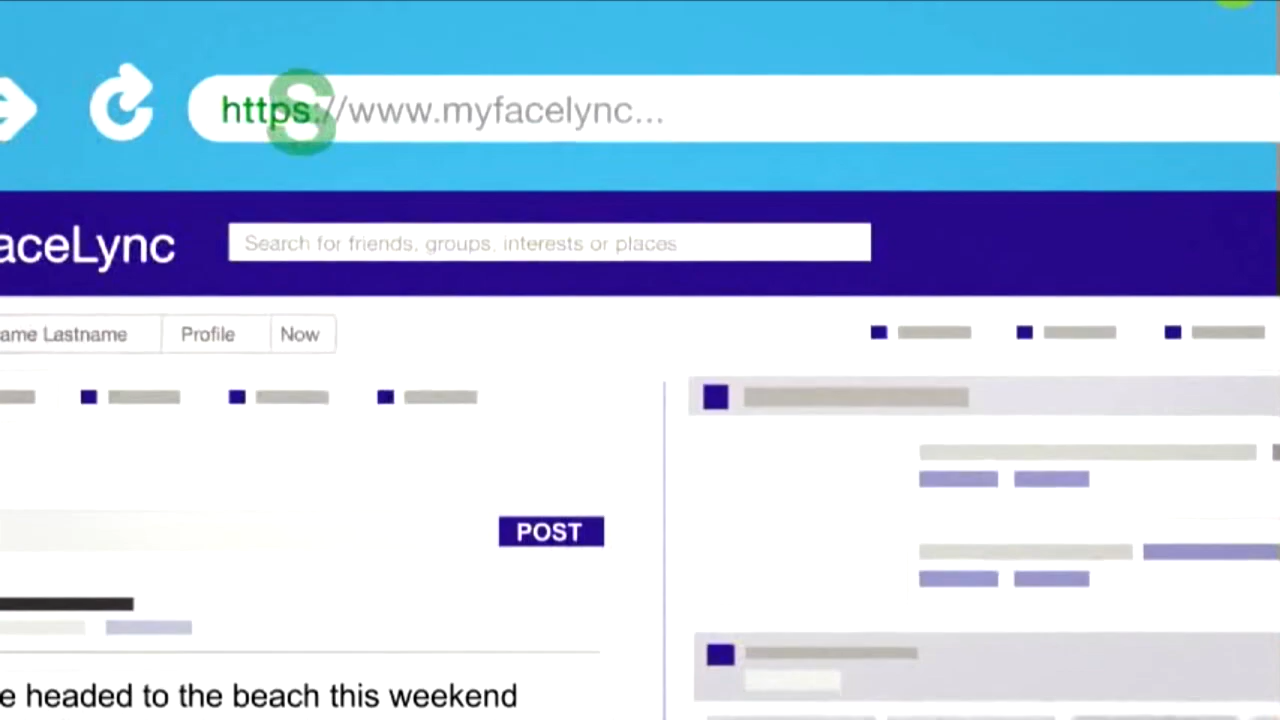 https://www.myfacelync...
S
aceLync
Search for friends, groups, interests or places
ame Lastname
Profile
Now
POST
e headed to the beach this weekend